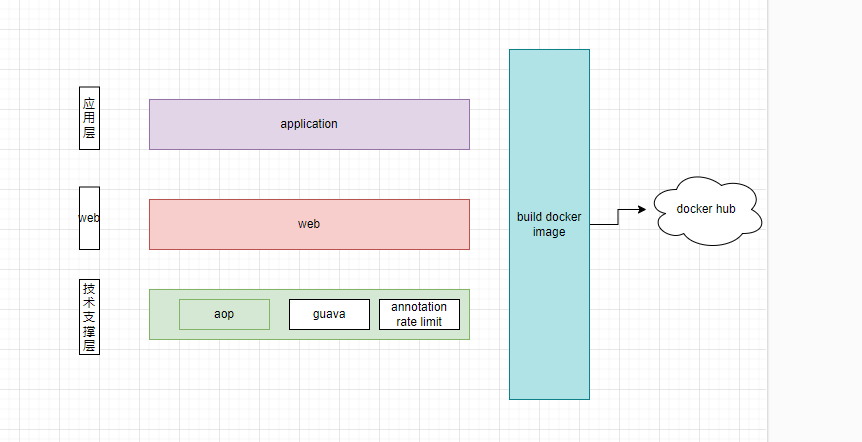 应用层
application
web
web
技术支撑层
aop
guava
annotation
rate limit
build docker
image
docker hub